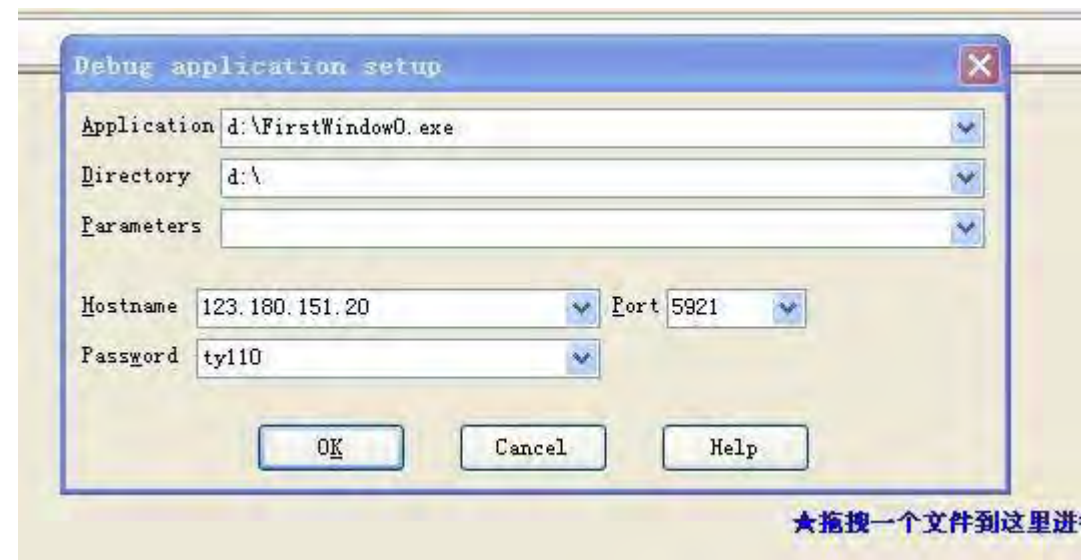 Debug application setup
Application d:\FirstWindow0.exe
Directory d:\
Parameters
Hostname 123.180.151.20 Port 5921
Password ty110
OK Cancel Help
★拖拽一个文件到这里进